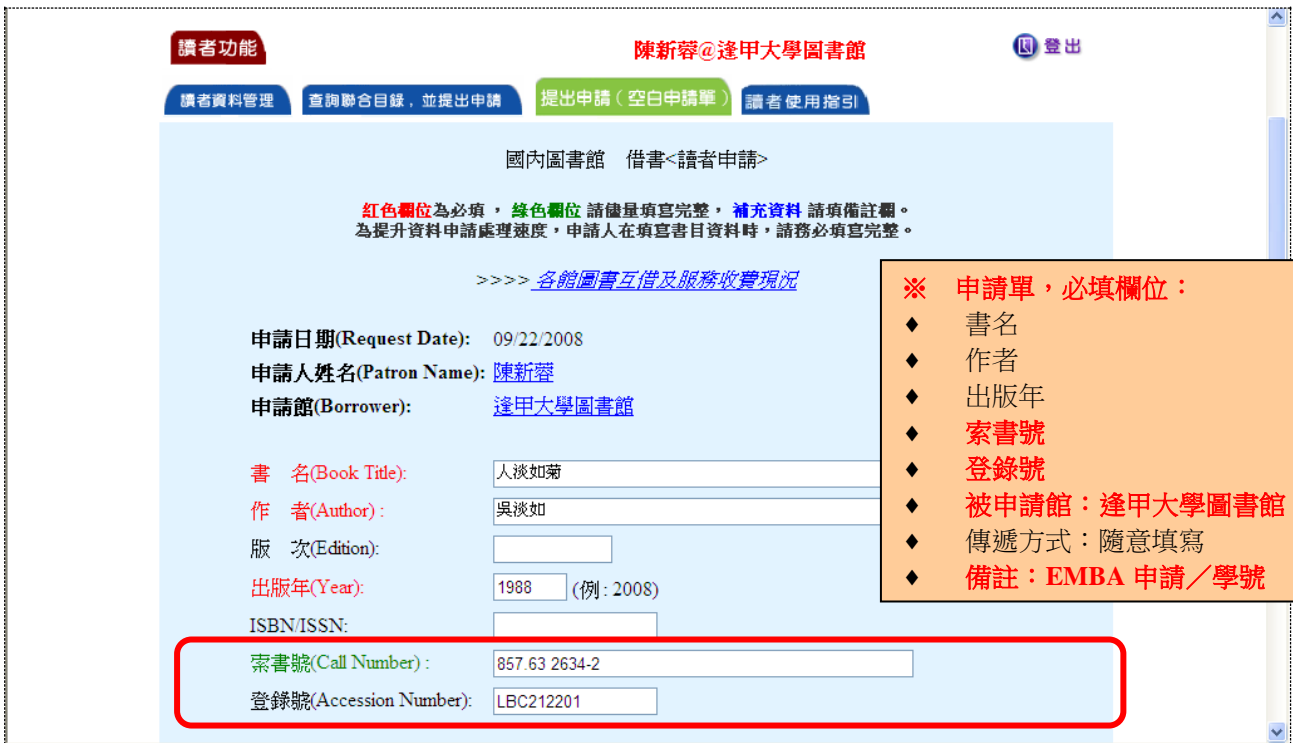 讀者功能
陳新蓉@逢甲大學圖書館
登出
讀者資料管理
查詢聯合目錄，並提出申請
提出申請（空白申請單）
讀者使用指引
國內圖書館　借書<讀者申請>
紅色欄位為必填， 綠色欄位 請儘量填寫完整， 補充資料 請填備註欄。
為提升資料申請處理速度，申請人在填寫書目資料時，請務必填寫完整。
>>>> 各館圖書互借及服務收費現況
申請日期(Request Date): 09/22/2008
申請人姓名(Patron Name): 陳新蓉
申請館(Borrower): 逢甲大學圖書館
書　名(Book Title): 人淡如菊
作　者(Author) : 吳淡如
版　次(Edition):
出版年(Year): 1988 (例 : 2008)
ISBN/ISSN:
索書號(Call Number) : 857.63 2634-2
登錄號(Accession Number): LBC212201
※ 申請單，必填欄位：
♦ 書名
♦ 作者
♦ 出版年
♦ 索書號
♦ 登錄號
♦ 被申請館：逢甲大學圖書館
♦ 傳遞方式：隨意填寫
♦ 備註：EMBA 申請／學號